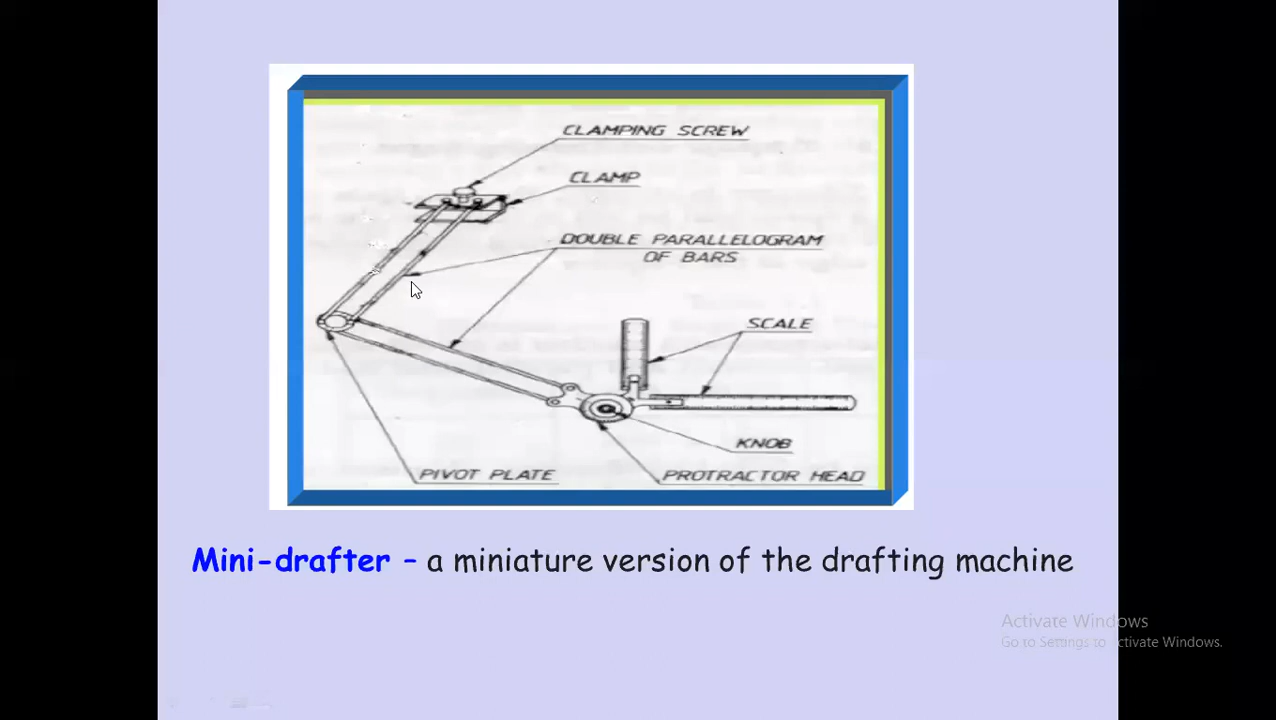 CLAMPING SCREW
CLAMP
DOUBLE PARALLELOGRAM
OF BARS
SCALE
KNOB
PIVOT PLATE
PROTRACTOR HEAD
Mini-drafter – a miniature version of the drafting machine
Activate Windows
Go to Settings to activate Windows.